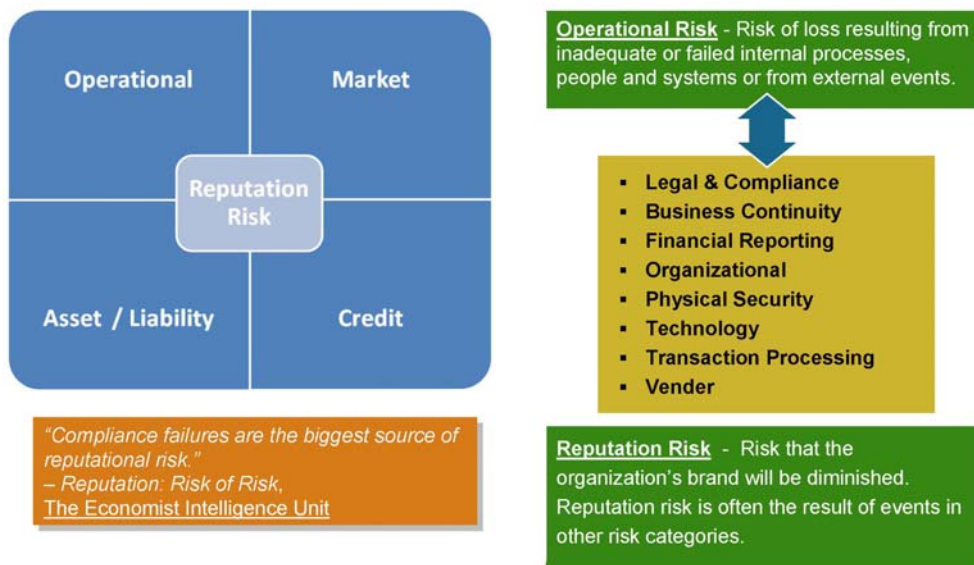 Operational
Market
Reputation
Risk
Asset / Liability
Credit
“Compliance failures are the biggest source of
reputational risk.”
– Reputation: Risk of Risk,
The Economist Intelligence Unit
Operational Risk - Risk of loss resulting from
inadequate or failed internal processes,
people and systems or from external events.
▪ Legal & Compliance
▪ Business Continuity
▪ Financial Reporting
▪ Organizational
▪ Physical Security
▪ Technology
▪ Transaction Processing
▪ Vender
Reputation Risk - Risk that the
organization’s brand will be diminished.
Reputation risk is often the result of events in
other risk categories.